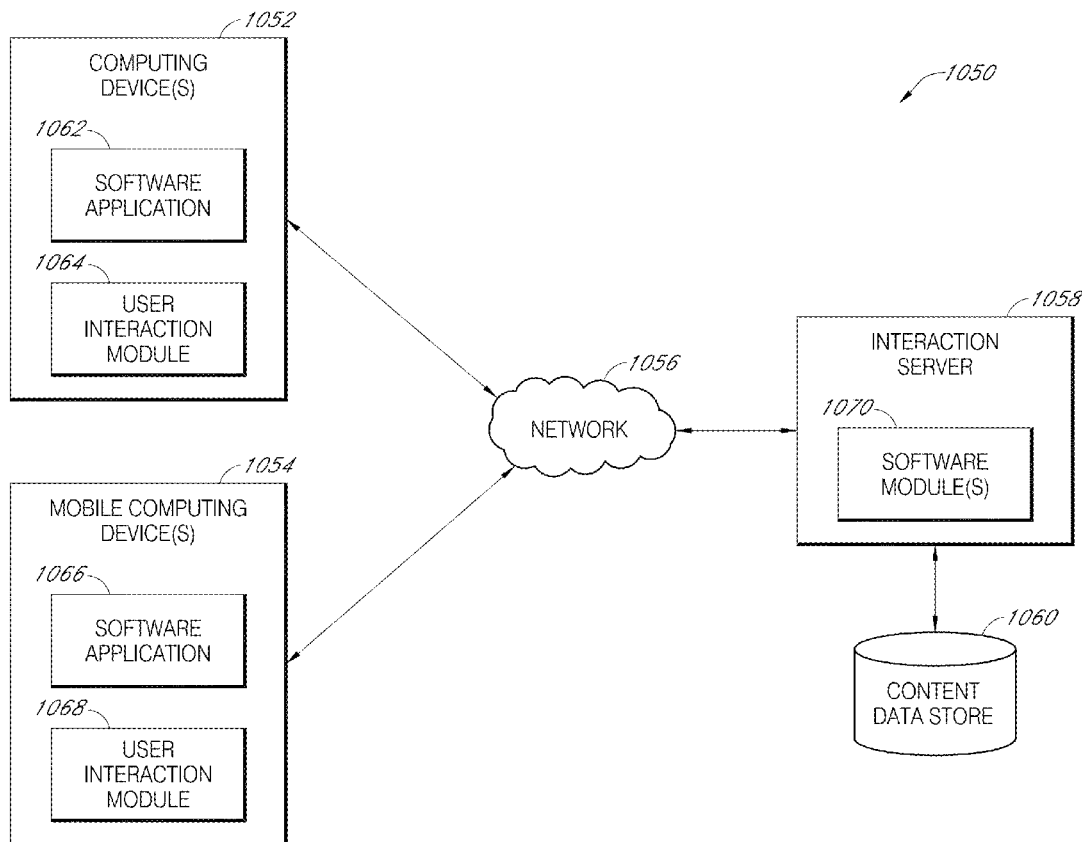 1052
COMPUTING
DEVICE(S)
1062
SOFTWARE
APPLICATION
1064
USER
INTERACTION
MODULE
1050
1056
NETWORK
1058
INTERACTION
SERVER
1070
SOFTWARE
MODULE(S)
1060
CONTENT
DATA STORE
1054
MOBILE COMPUTING
DEVICE(S)
1066
SOFTWARE
APPLICATION
1068
USER
INTERACTION
MODULE